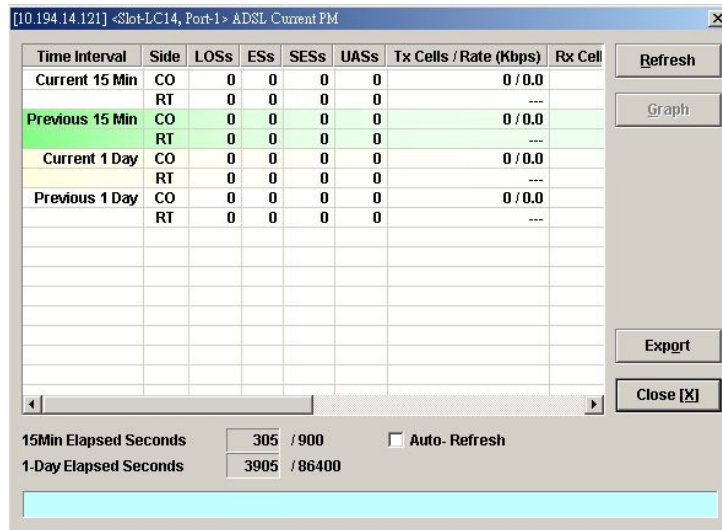 [10.194.14.121] <Slot-LC14, Port-1> ADSL Current PM
Time Interval Side LOSs ESs SESs UASs Tx Cells / Rate (Kbps) Rx Cell
Current 15 Min CO 0 0 0 0 0 / 0.0
RT 0 0 0 0 ---
Previous 15 Min CO 0 0 0 0 0 / 0.0
RT 0 0 0 0 ---
Current 1 Day CO 0 0 0 0 0 / 0.0
RT 0 0 0 0 ---
Previous 1 Day CO 0 0 0 0 0 / 0.0
RT 0 0 0 0 ---
Refresh
Graph
Export
Close [X]
15Min Elapsed Seconds 305 / 900 Auto- Refresh
1-Day Elapsed Seconds 3905 / 86400